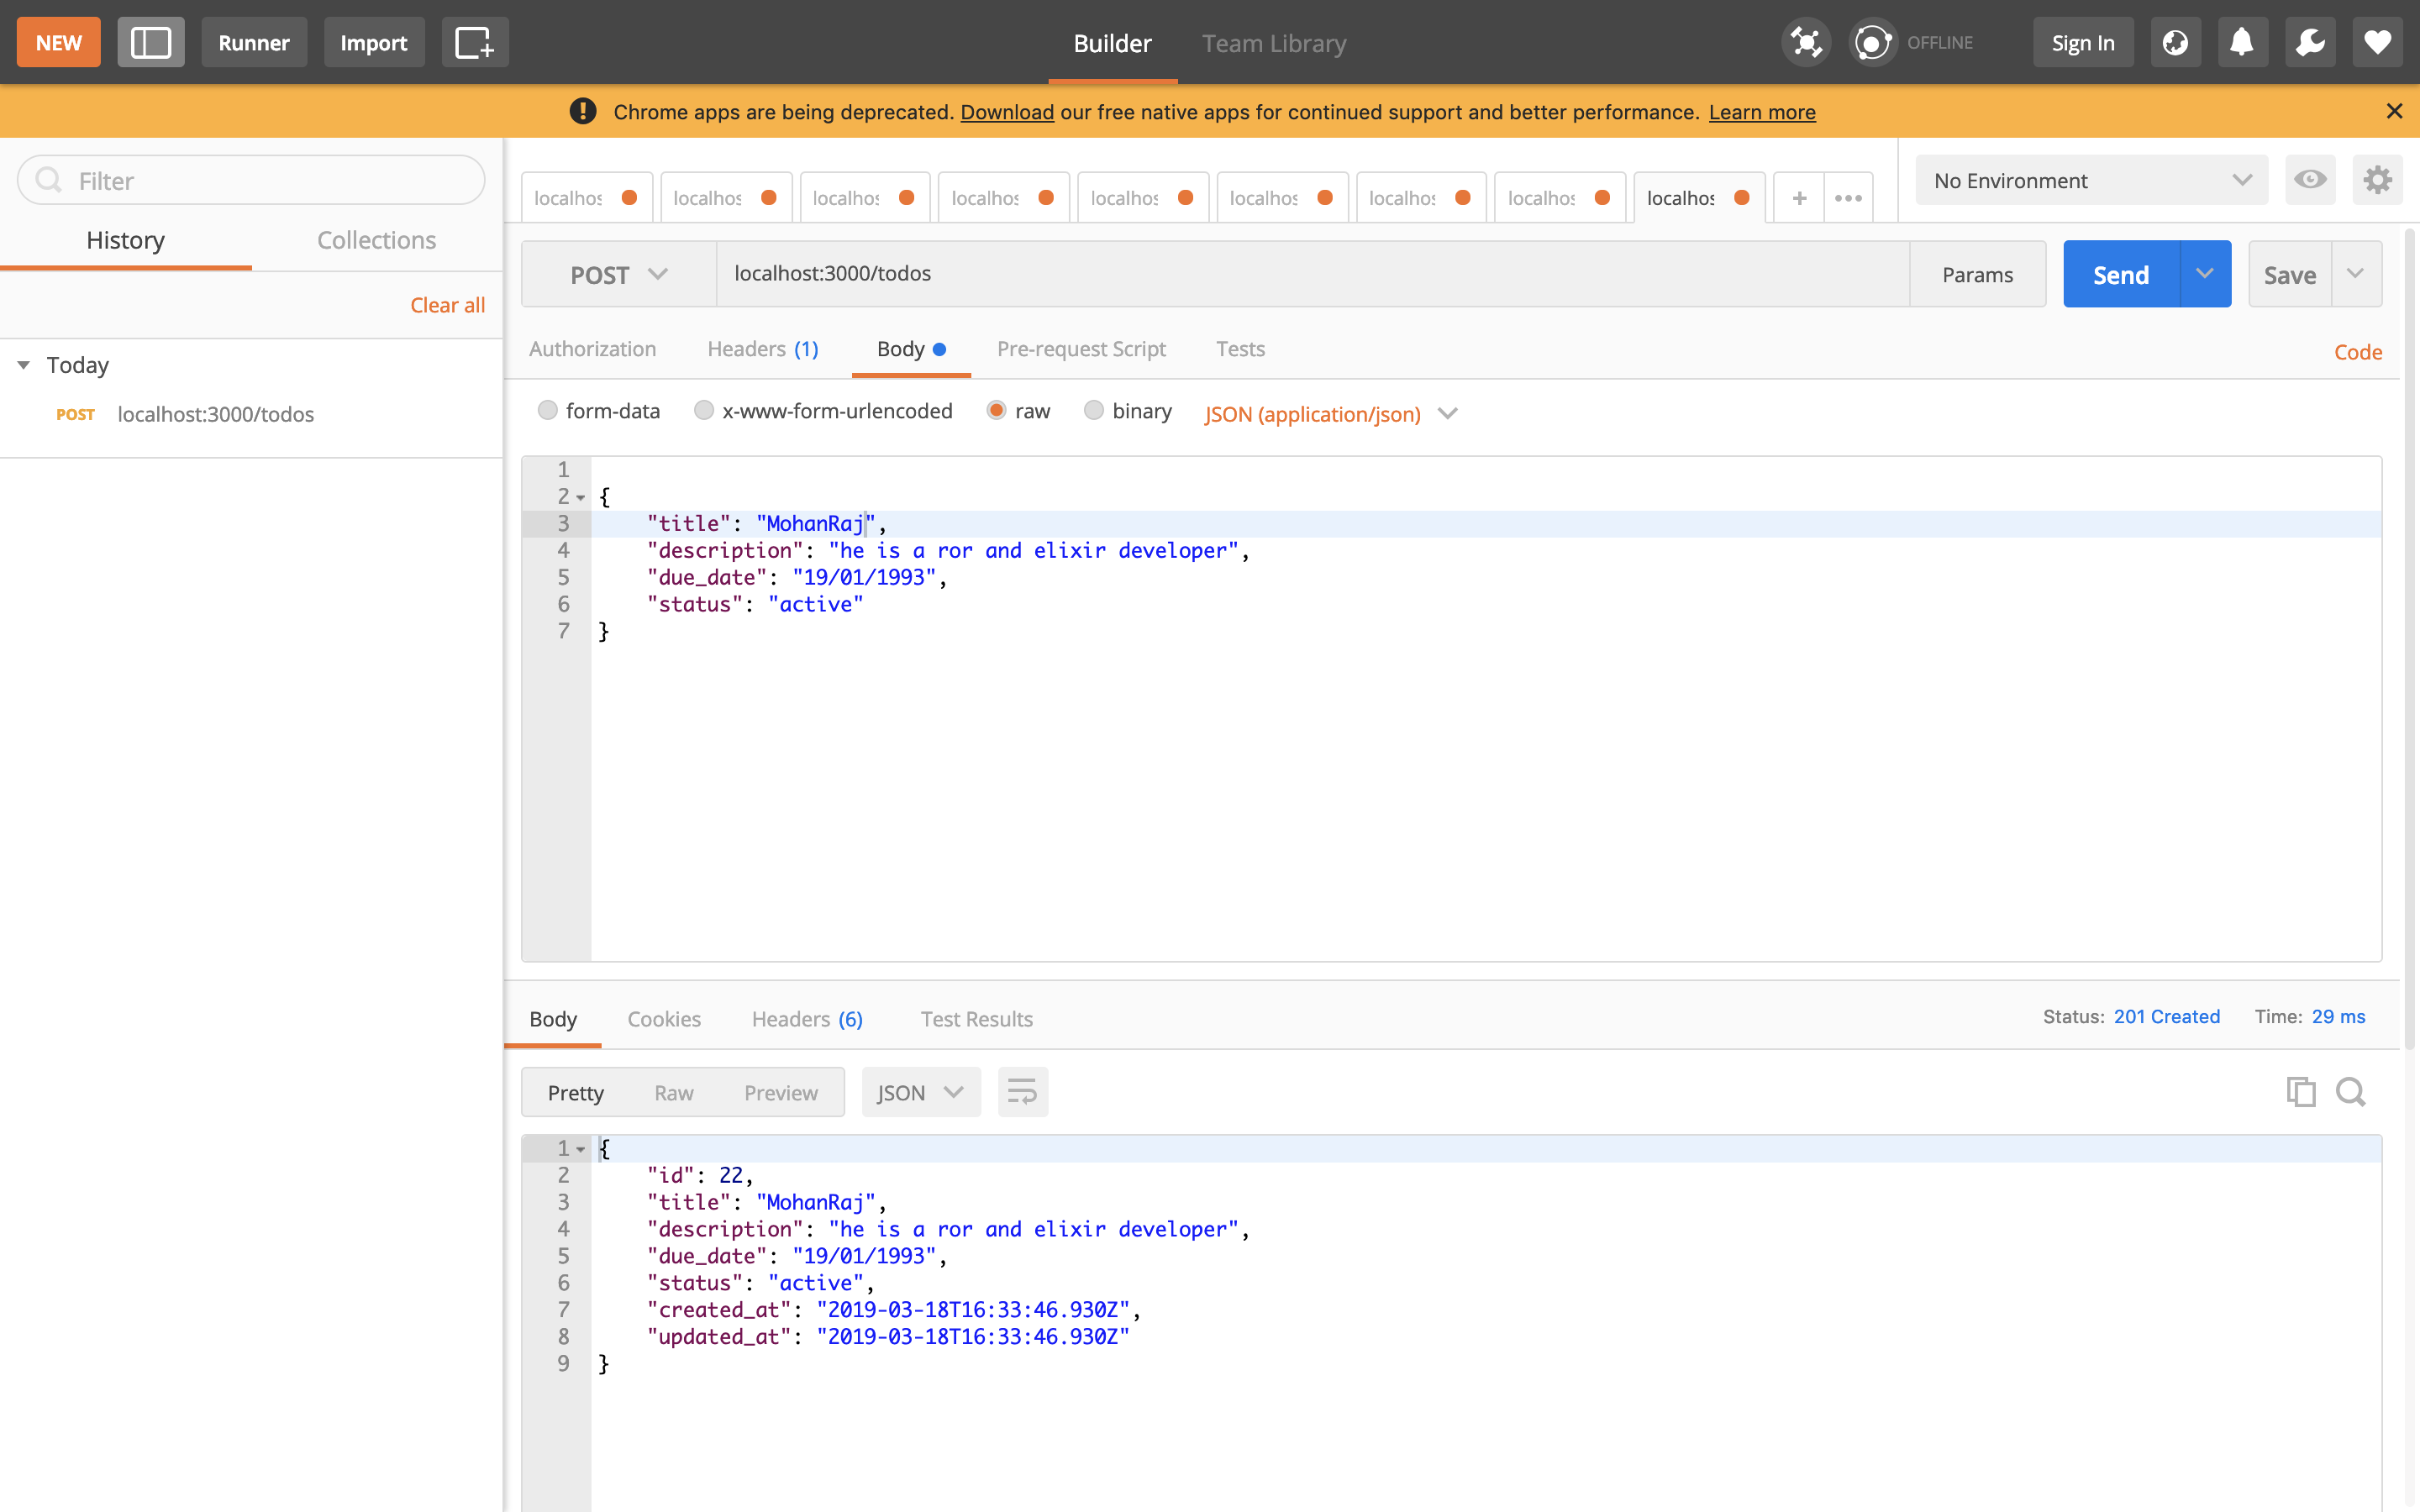 NEW Runner Import Builder Team Library OFFLINE Sign In
Chrome apps are being deprecated. Download our free native apps for continued support and better performance. Learn more
Filter
History Collections
Clear all
Today
POST localhost:3000/todos
localhos localhos localhos localhos localhos localhos localhos localhos localhos + •••
No Environment
POST localhost:3000/todos Params Send Save
Authorization Headers (1) Body Pre-request Script Tests Code
form-data x-www-form-urlencoded raw binary JSON (application/json)
1
2 {
3 "title": "MohanRaj",
4 "description": "he is a ror and elixir developer",
5 "due_date": "19/01/1993",
6 "status": "active"
7 }
Body Cookies Headers (6) Test Results Status: 201 Created Time: 29 ms
Pretty Raw Preview JSON
1 {
2 "id": 22,
3 "title": "MohanRaj",
4 "description": "he is a ror and elixir developer",
5 "due_date": "19/01/1993",
6 "status": "active",
7 "created_at": "2019-03-18T16:33:46.930Z",
8 "updated_at": "2019-03-18T16:33:46.930Z"
9 }